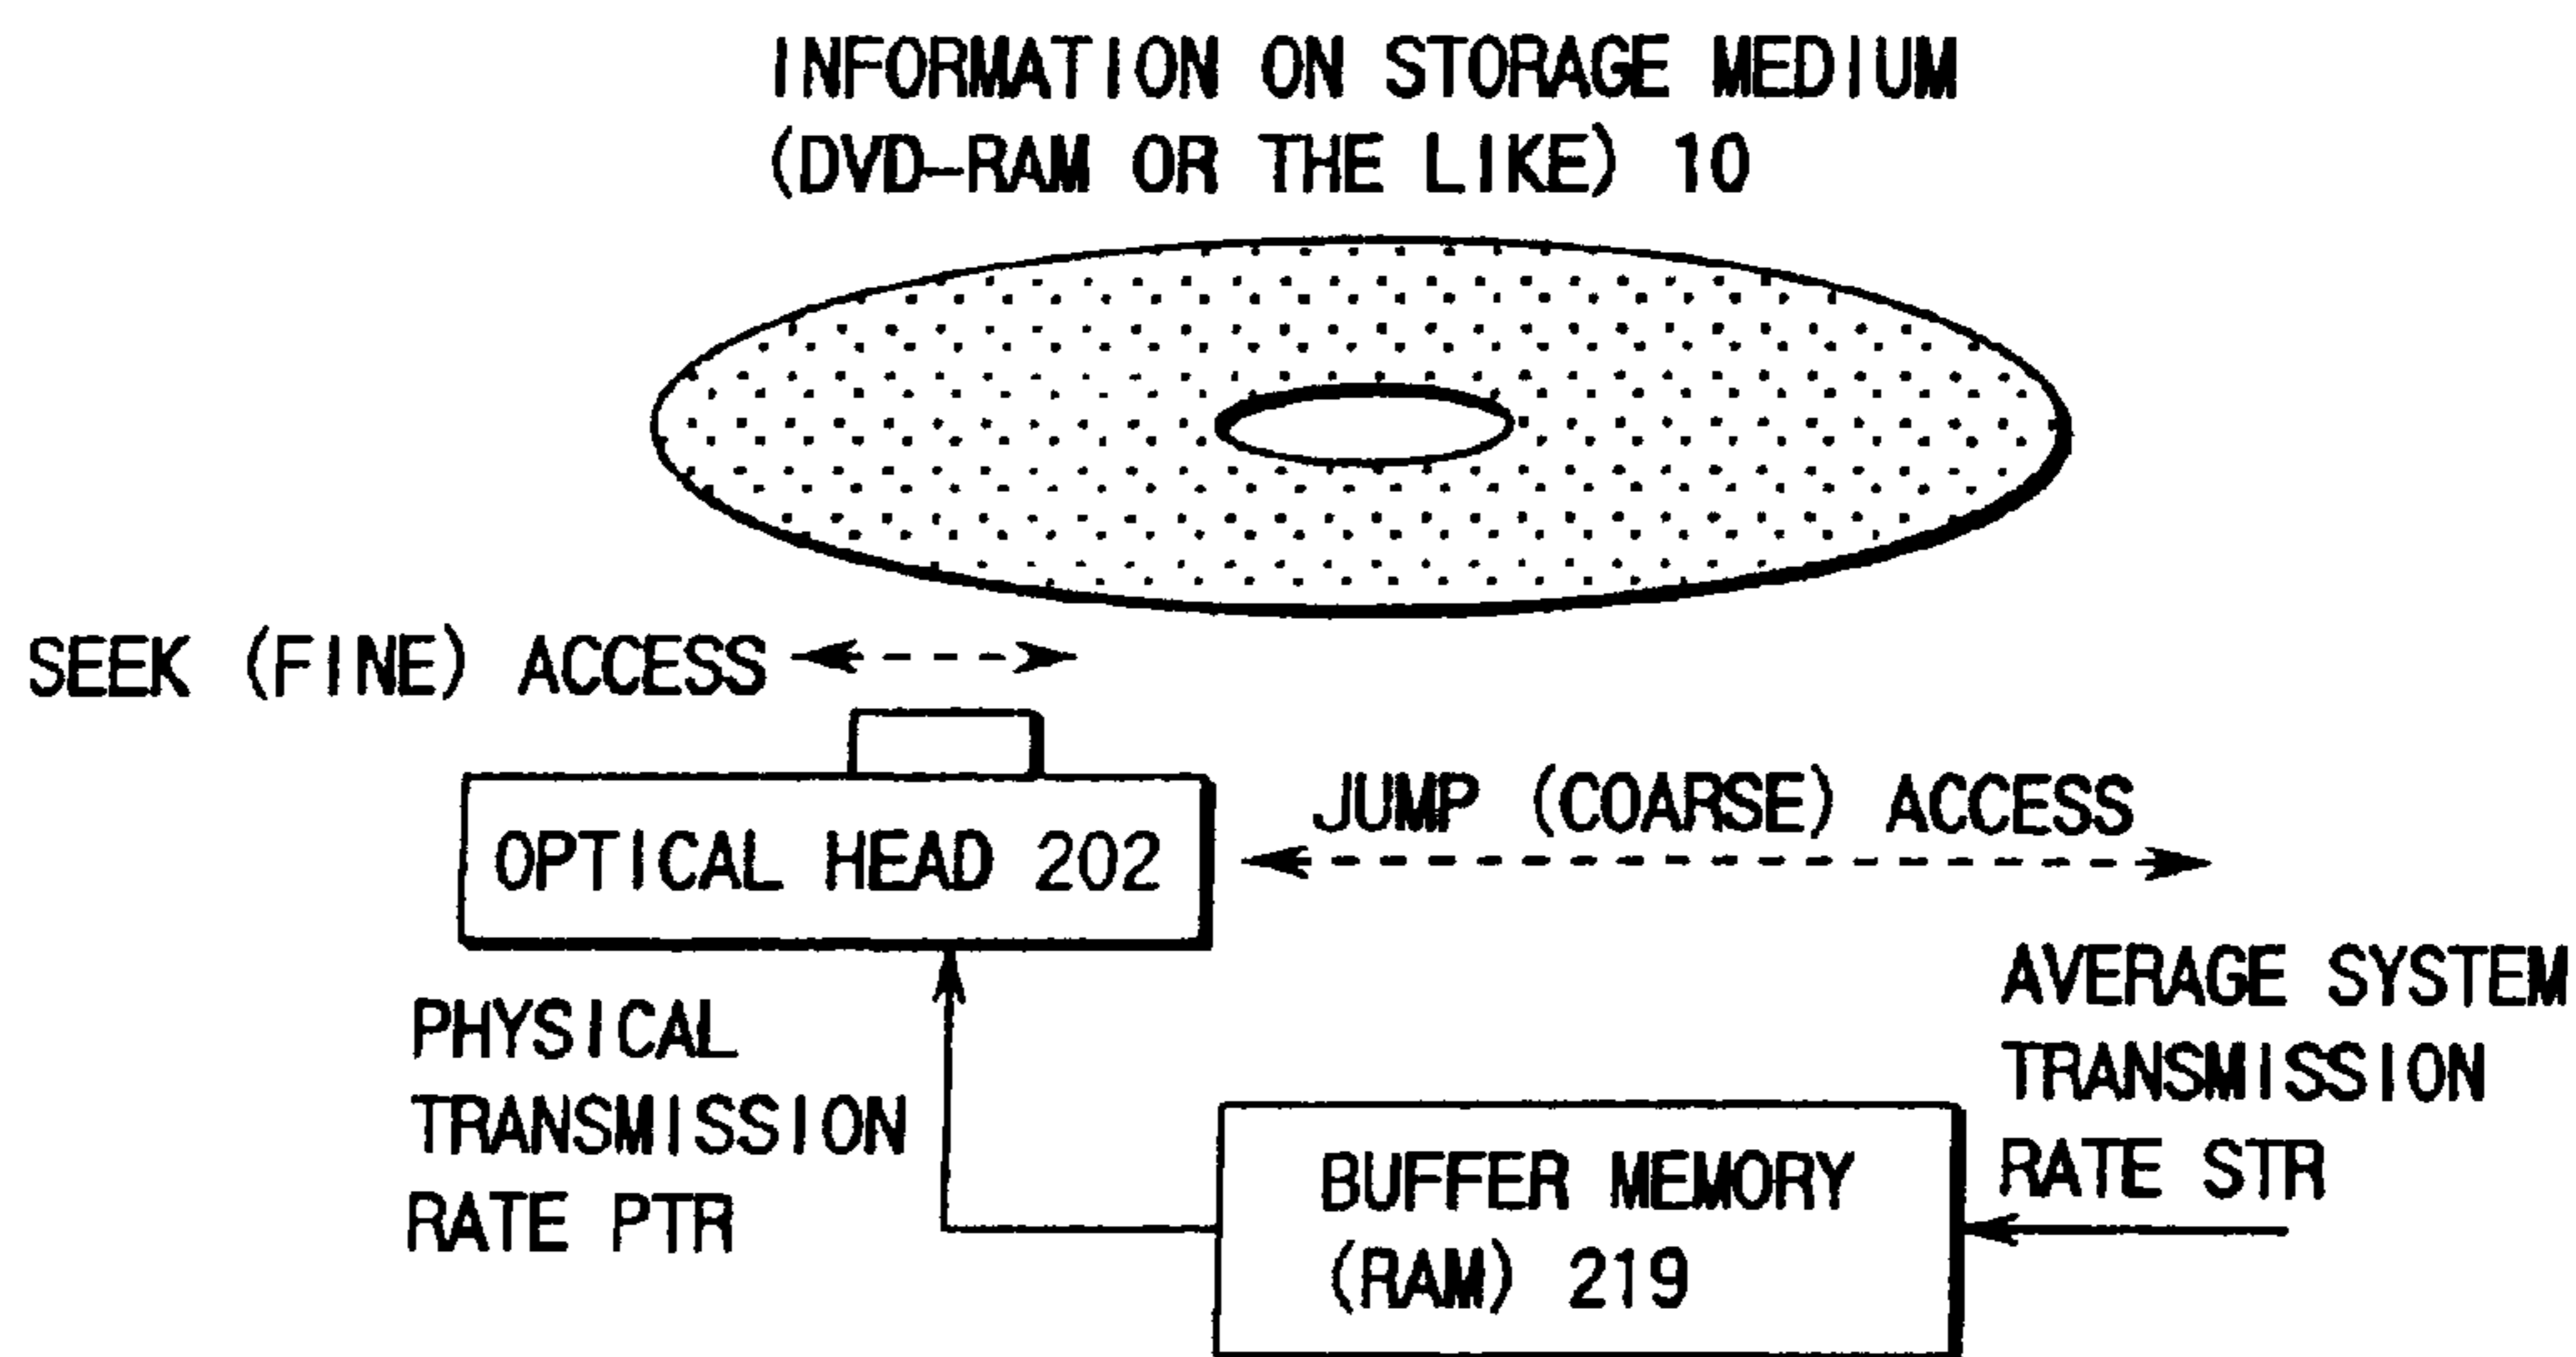 INFORMATION ON STORAGE MEDIUM
(DVD-RAM OR THE LIKE) 10
SEEK (FINE) ACCESS
OPTICAL HEAD 202
JUMP (COARSE) ACCESS
PHYSICAL
TRANSMISSION
RATE PTR
AVERAGE SYSTEM
TRANSMISSION
RATE STR
BUFFER MEMORY
(RAM) 219